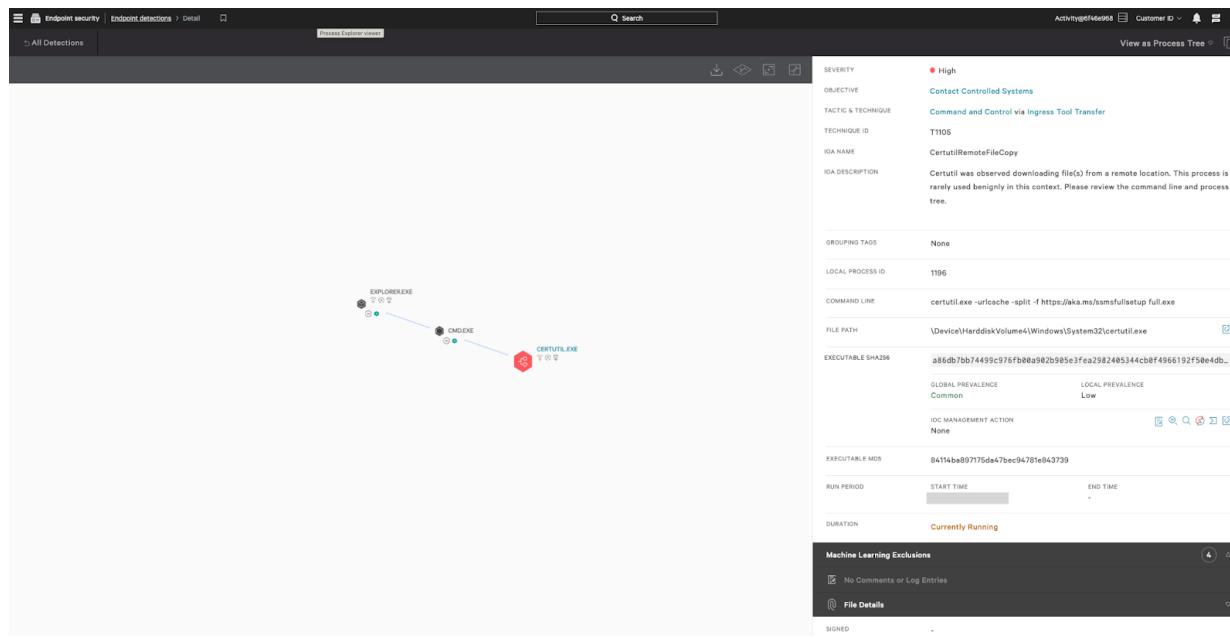 Endpoint security
Endpoint detections > Detail
Search
Activity@6f46e968
Customer ID
Process Explorer viewer
All Detections
View as Process Tree
EXPLORER.EXE
CMD.EXE
CERTUTIL.EXE
SEVERITY
High
OBJECTIVE
Contact Controlled Systems
TACTIC & TECHNIQUE
Command and Control via Ingress Tool Transfer
TECHNIQUE ID
T1105
IOA NAME
CertutilRemoteFileCopy
IOA DESCRIPTION
Certutil was observed downloading file(s) from a remote location. This process is
rarely used benignly in this context. Please review the command line and process
tree.
GROUPING TAGS
None
LOCAL PROCESS ID
1196
COMMAND LINE
certutil.exe -urlcache -split -f https://aka.ms/ssmsfullsetup full.exe
FILE PATH
\Device\HarddiskVolume4\Windows\System32\certutil.exe
EXECUTABLE SHA256
a86db7bb74499c976fb00a902b905e3fea2982405344cb0f4966192f50e4db…
GLOBAL PREVALENCE
Common
LOCAL PREVALENCE
Low
IOC MANAGEMENT ACTION
None
EXECUTABLE MD5
84114ba897175da47bec94781e843739
RUN PERIOD
START TIME
END TIME
-
DURATION
Currently Running
Machine Learning Exclusions
4
No Comments or Log Entries
File Details
SIGNED
-